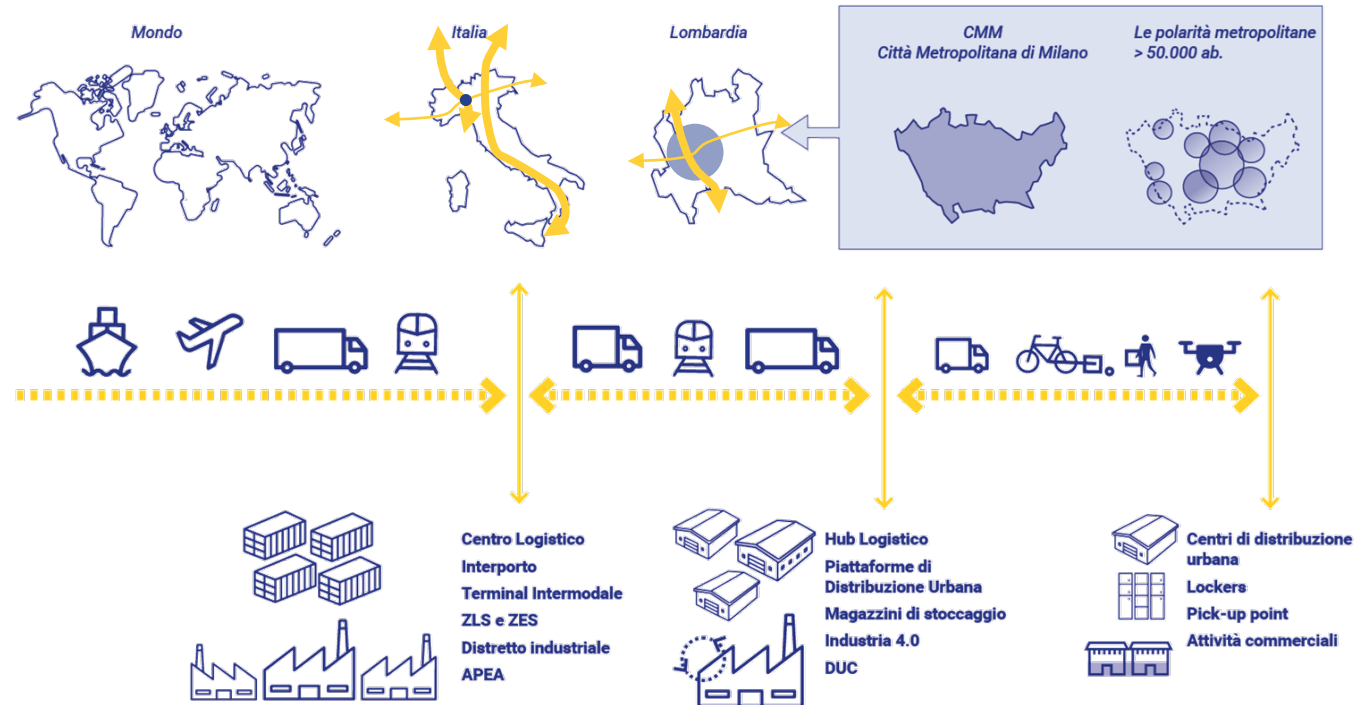 Mondo
Italia
Lombardia
CMM
Città Metropolitana di Milano
Le polarità metropolitane
> 50.000 ab.
Centro Logistico
Interporto
Terminal Intermodale
ZLS e ZES
Distretto industriale
APEA
Hub Logistico
Piattaforme di
Distribuzione Urbana
Magazzini di stoccaggio
Industria 4.0
DUC
Centri di distribuzione
urbana
Lockers
Pick-up point
Attività commerciali